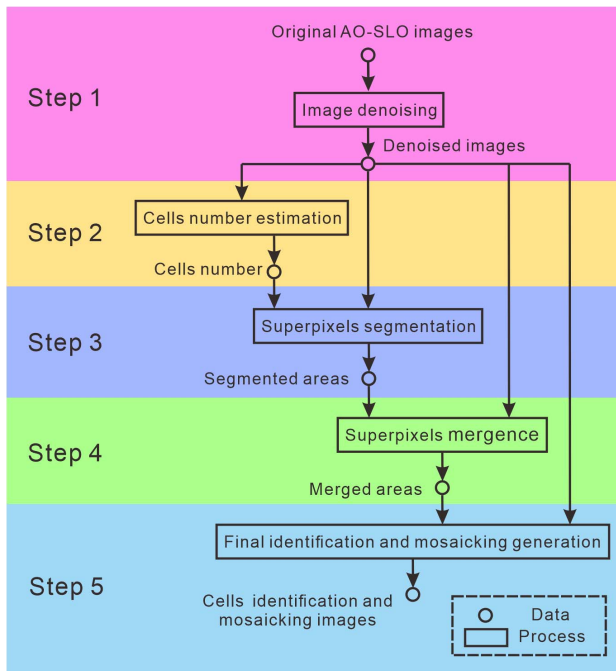 Original AO-SLO images
Step 1
Image denoising
Denoised images
Step 2
Cells number estimation
Cells number
Step 3
Superpixels segmentation
Segmented areas
Step 4
Superpixels mergence
Merged areas
Final identification and mosaicking generation
Step 5
Cells identification and
mosaicking images
Data
Process